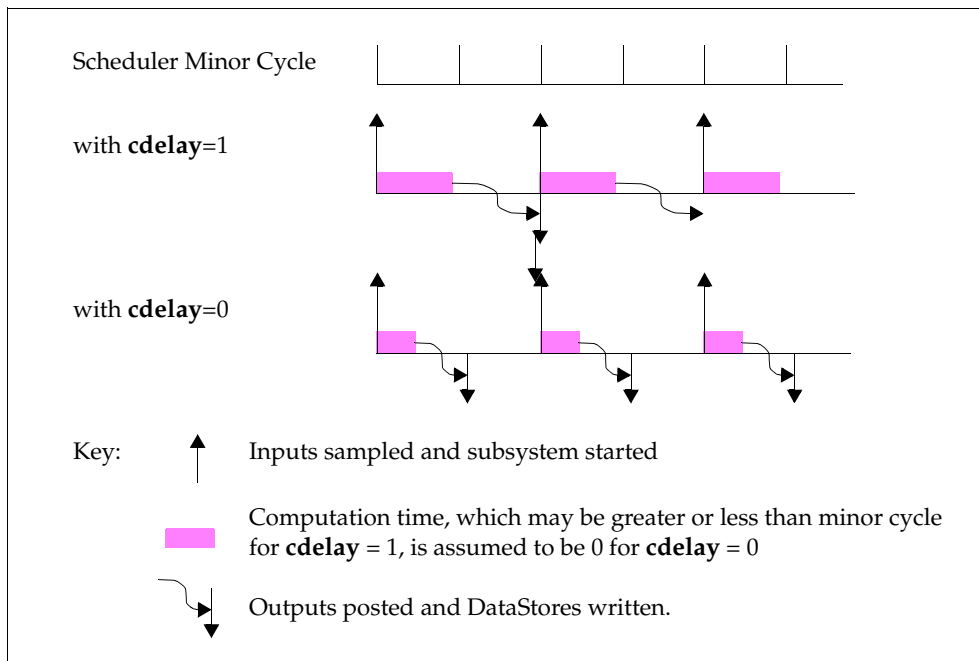 Scheduler Minor Cycle
with cdelay=1
with cdelay=0
Key:
Inputs sampled and subsystem started
Computation time, which may be greater or less than minor cycle
for cdelay = 1, is assumed to be 0 for cdelay = 0
Outputs posted and DataStores written.